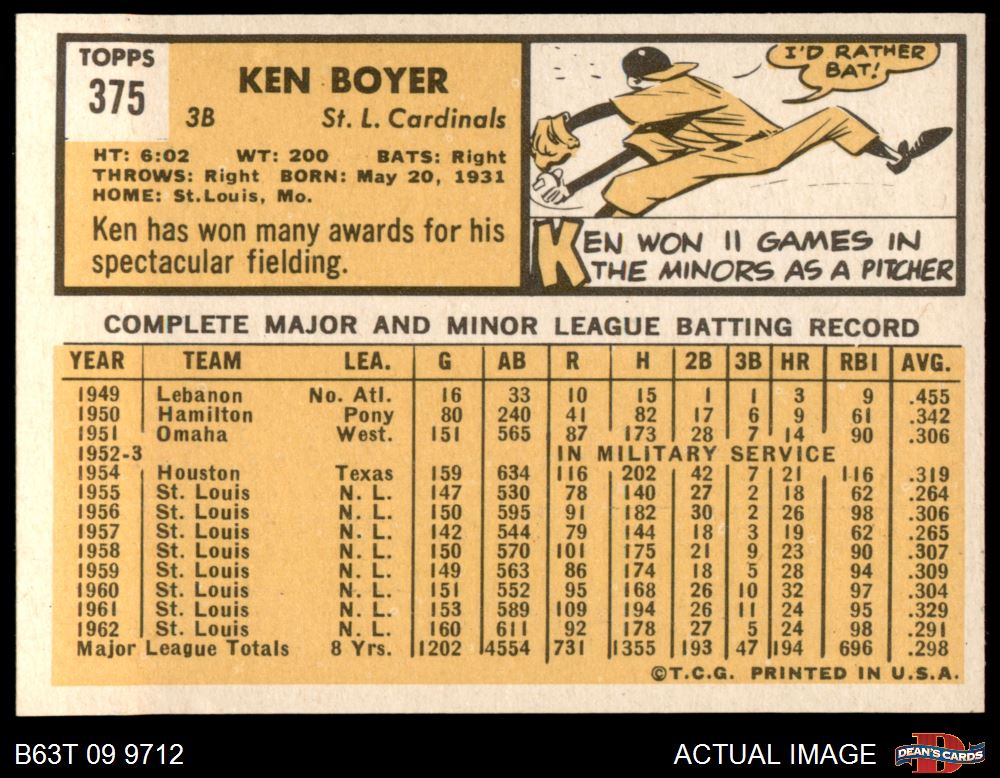 TOPPS
375
KEN BOYER
3B St. L. Cardinals
HT: 6:02 WT: 200 BATS: Right
THROWS: Right BORN: May 20, 1931
HOME: St. Louis, Mo.
Ken has won many awards for his
spectacular fielding.
I'D RATHER
BAT!
KEN WON 11 GAMES IN
THE MINORS AS A PITCHER
COMPLETE MAJOR AND MINOR LEAGUE BATTING RECORD
YEAR TEAM LEA. G AB R H 2B 3B HR RBI AVG.
1949 Lebanon No. Atl. 16 33 10 15 1 1 3 9 .455
1950 Hamilton Pony 80 240 41 82 17 6 9 61 .342
1951 Omaha West. 151 565 87 173 28 7 14 90 .306
1952-3 IN MILITARY SERVICE
1954 Houston Texas 159 634 116 202 42 7 21 116 .319
1955 St. Louis N. L. 147 530 78 140 27 2 18 62 .264
1956 St. Louis N. L. 150 595 91 182 30 2 26 98 .306
1957 St. Louis N. L. 142 544 79 144 18 3 19 62 .265
1958 St. Louis N. L. 150 570 101 175 21 9 23 90 .307
1959 St. Louis N. L. 149 563 86 174 18 5 28 94 .309
1960 St. Louis N. L. 151 552 95 168 26 10 32 97 .304
1961 St. Louis N. L. 153 589 109 194 26 11 24 95 .329
1962 St. Louis N. L. 160 611 92 178 27 5 24 98 .291
Major League Totals 8 Yrs. 1202 4554 731 1355 193 47 194 696 .298
©T.C.G. PRINTED IN U.S.A.
B63T 09 9712 ACTUAL IMAGE
DEAN'S CARDS